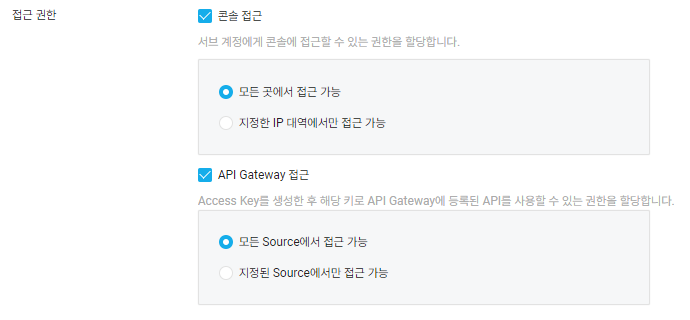 접근 권한
콘솔 접근
서브 계정에게 콘솔에 접근할 수 있는 권한을 할당합니다.
모든 곳에서 접근 가능
지정한 IP 대역에서만 접근 가능
API Gateway 접근
Access Key를 생성한 후 해당 키로 API Gateway에 등록된 API를 사용할 수 있는 권한을 할당합니다.
모든 Source에서 접근 가능
지정된 Source에서만 접근 가능